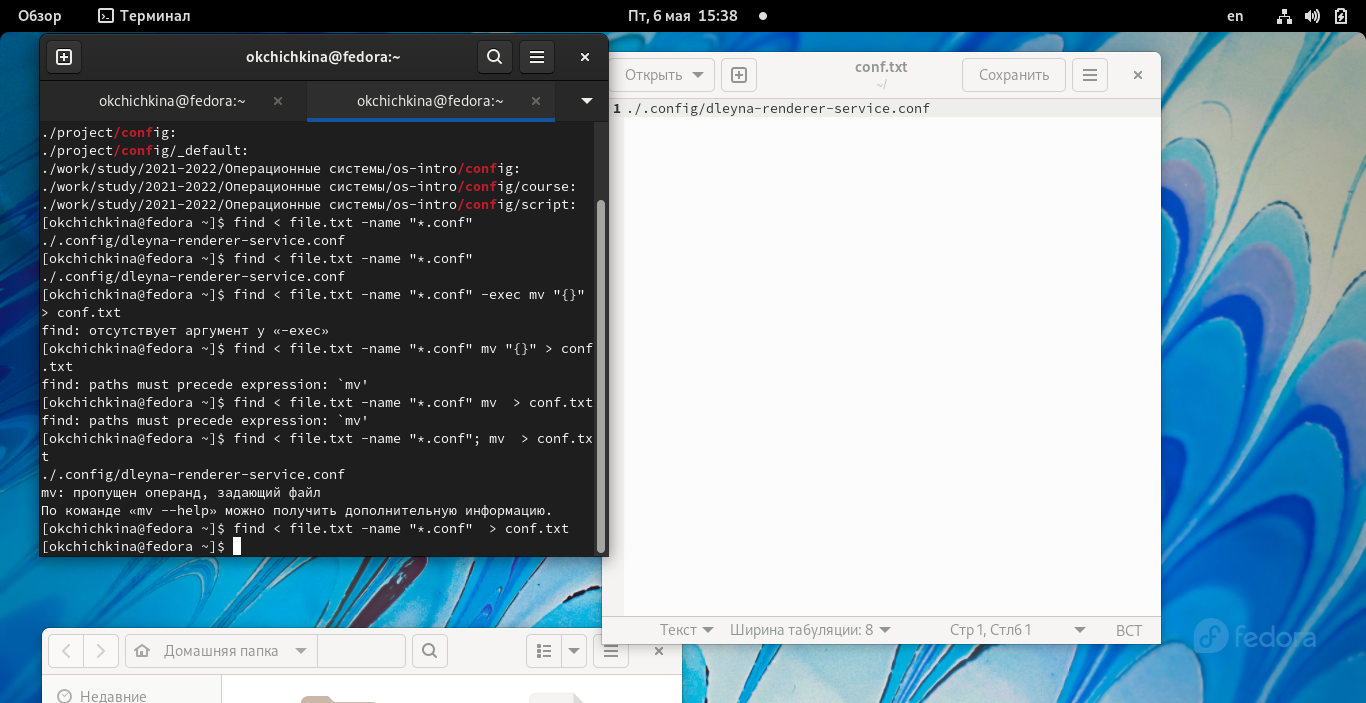 Обзор
Терминал
Пт, 6 мая 15:38
en
okchichkina@fedora:~
okchichkina@fedora:~
okchichkina@fedora:~
./project/config:
./project/config/_default:
./work/study/2021-2022/Операционные системы/os-intro/config:
./work/study/2021-2022/Операционные системы/os-intro/config/course:
./work/study/2021-2022/Операционные системы/os-intro/config/script:
[okchichkina@fedora ~]$ find < file.txt -name "*.conf"
./.config/dleyna-renderer-service.conf
[okchichkina@fedora ~]$ find < file.txt -name "*.conf"
./.config/dleyna-renderer-service.conf
[okchichkina@fedora ~]$ find < file.txt -name "*.conf" -exec mv "{}"
> conf.txt
find: отсутствует аргумент у «-exec»
[okchichkina@fedora ~]$ find < file.txt -name "*.conf" mv "{}" > conf
.txt
find: paths must precede expression: `mv'
[okchichkina@fedora ~]$ find < file.txt -name "*.conf" mv  > conf.txt
find: paths must precede expression: `mv'
[okchichkina@fedora ~]$ find < file.txt -name "*.conf"; mv  > conf.tx
t
./.config/dleyna-renderer-service.conf
mv: пропущен операнд, задающий файл
По команде «mv --help» можно получить дополнительную информацию.
[okchichkina@fedora ~]$ find < file.txt -name "*.conf"  > conf.txt
[okchichkina@fedora ~]$
Открыть
conf.txt
~/
Сохранить
1 ./.config/dleyna-renderer-service.conf
Текст
Ширина табуляции: 8
Стр 1, Стлб 1
ВСТ
fedora
Домашняя папка
Недавние